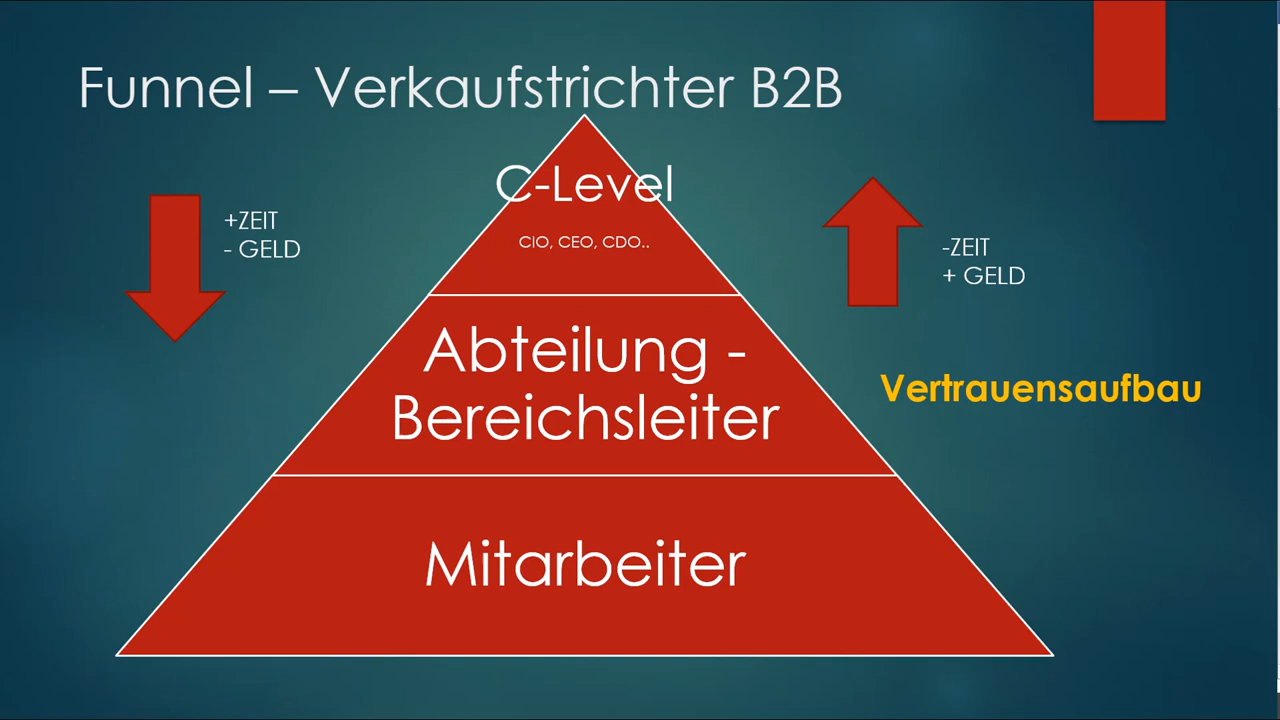 Funnel – Verkaufstrichter B2B
C-Level
CIO, CEO, CDO..
+ZEIT
- GELD
-ZEIT
+ GELD
Abteilung -
Bereichsleiter
Vertrauensaufbau
Mitarbeiter